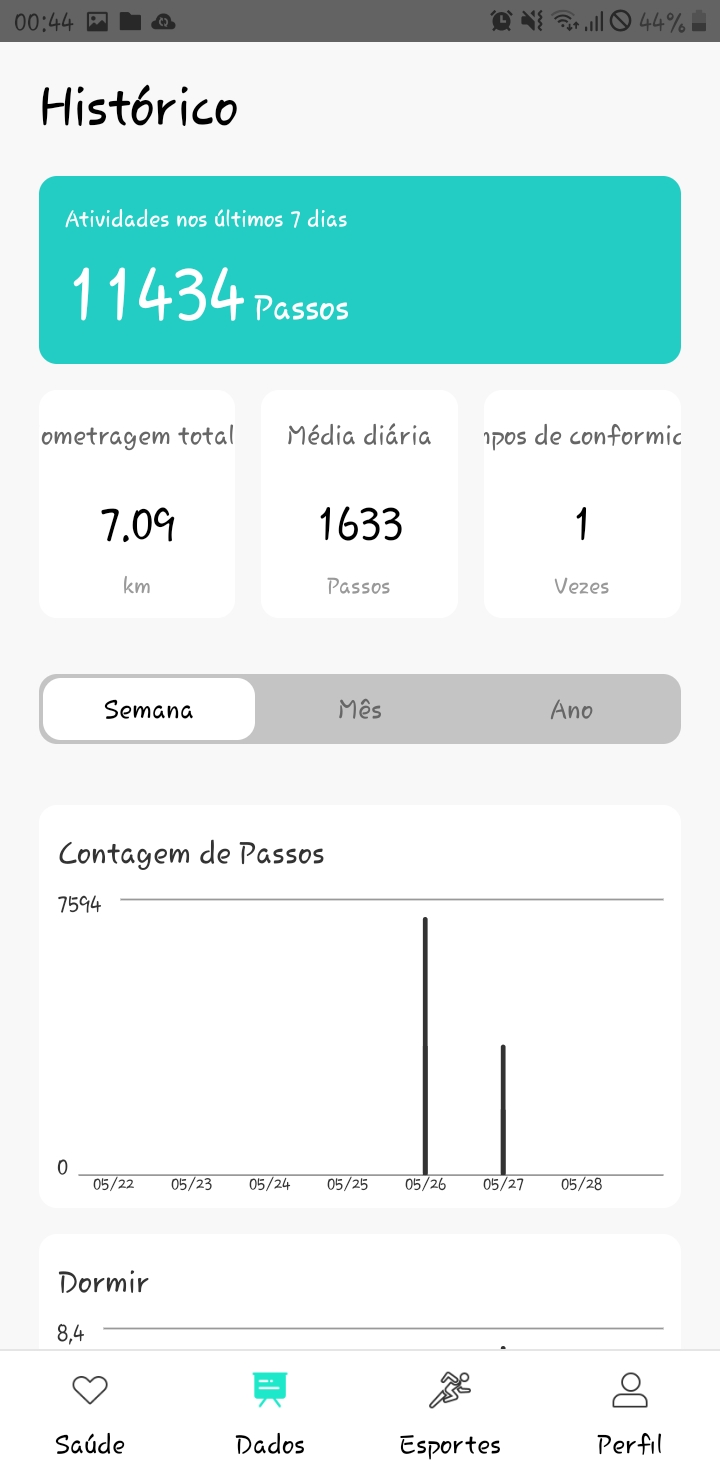 00:44 44%
Histórico
Atividades nos últimos 7 dias
11434 Passos
ometragem total Média diária mpos de conformid
7.09 1633 1
km Passos Vezes
Semana Mês Ano
Contagem de Passos
7594
0
05/22 05/23 05/24 05/25 05/26 05/27 05/28
Dormir
8,4
Saúde Dados Esportes Perfil